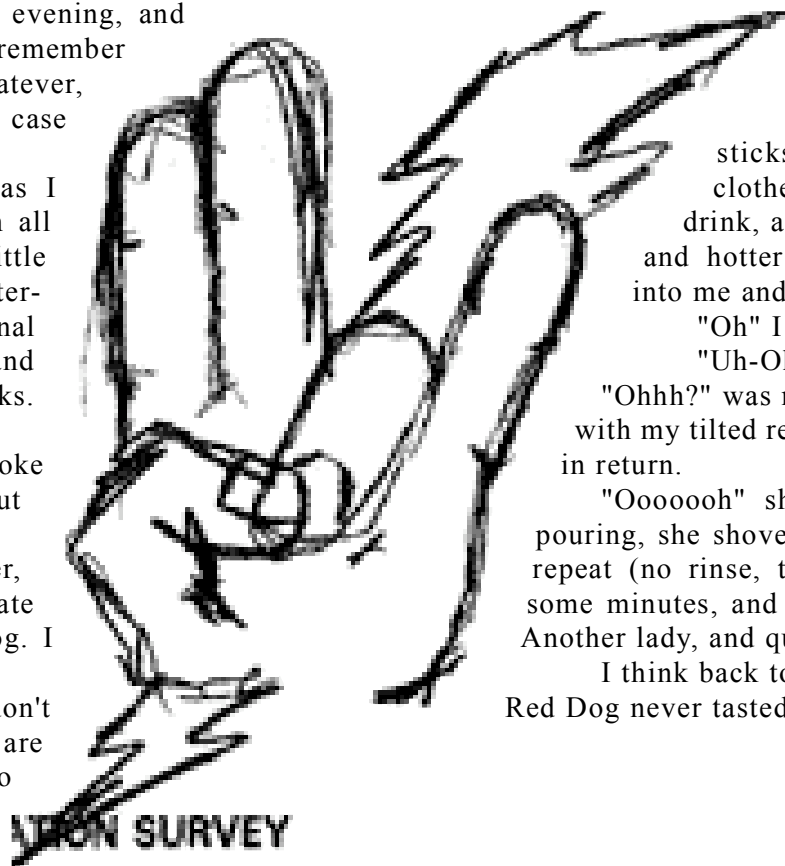 evening, and
remember
atever,
case
as I
all
ittle
ter-
nal
and
ks.
oke
ut
er,
ate
og. I
on't
are
o
ATION SURVEY
sticks
clothe
drink, a
and hotter
into me and
"Oh" I
"Uh-Oh
"Ohhh?" was
with my tilted re
in return.
"Ooooooh" sh
pouring, she shove
repeat (no rinse, t
some minutes, and
Another lady, and qu
I think back to
Red Dog never tasted